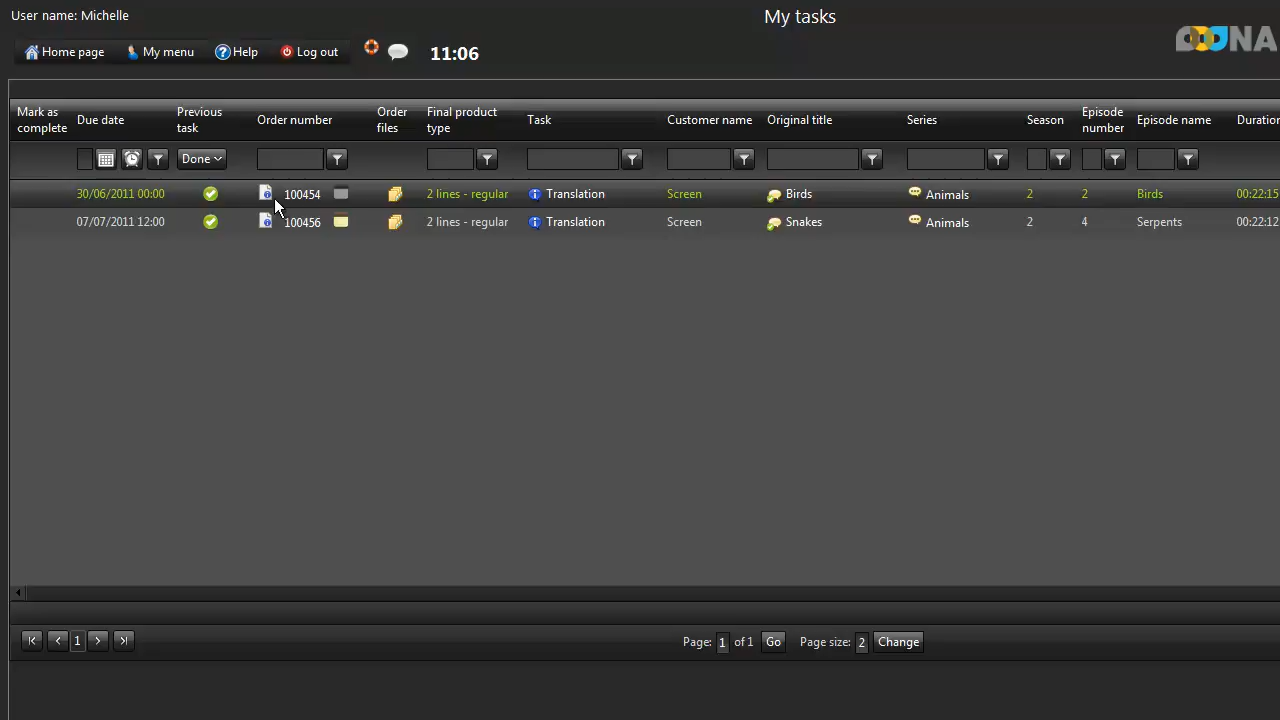 User name: Michelle
My tasks
Home page My menu Help Log out 11:06
OOONA
Mark as complete Due date Previous task Order number Order files Final product type Task Customer name Original title Series Season Episode number Episode name Duration
Done
30/06/2011 00:00 100454 2 lines - regular Translation Screen Birds Animals 2 2 Birds 00:22:15
07/07/2011 12:00 100456 2 lines - regular Translation Screen Snakes Animals 2 4 Serpents 00:22:12
1 Page: 1 of 1 Go Page size: 2 Change